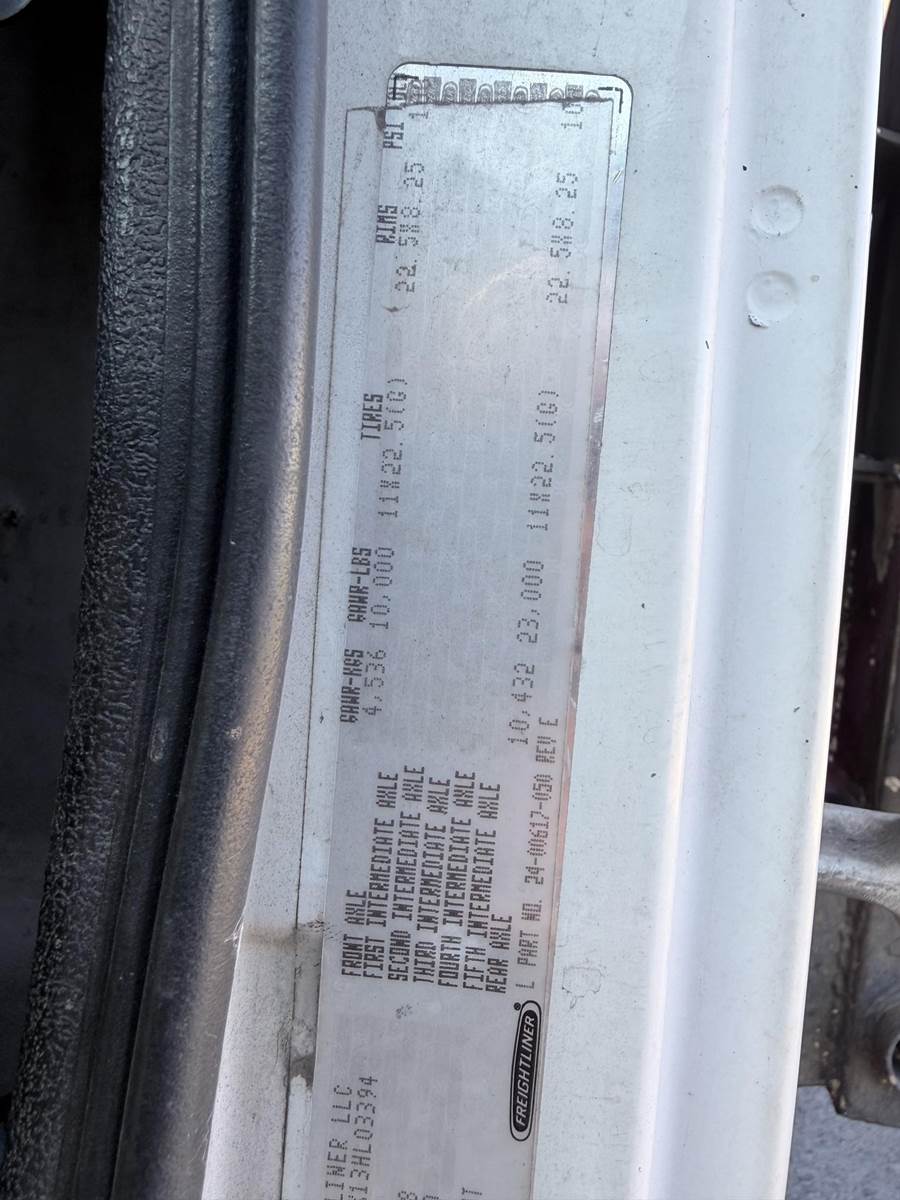 GAWR-KGS GAWR-LBS TIRES RIMS PSI
FRONT AXLE 4,536 10,000 11X22.5(G) 22.5X8.25
FIRST INTERMEDIATE AXLE
SECOND INTERMEDIATE AXLE
THIRD INTERMEDIATE AXLE
FOURTH INTERMEDIATE AXLE
FIFTH INTERMEDIATE AXLE
REAR AXLE 10,432 23,000 11X22.5(G) 22.5X8.25
PART NO. 24-00617-050 REV E
LINER LLC
13HL03394
FREIGHTLINER